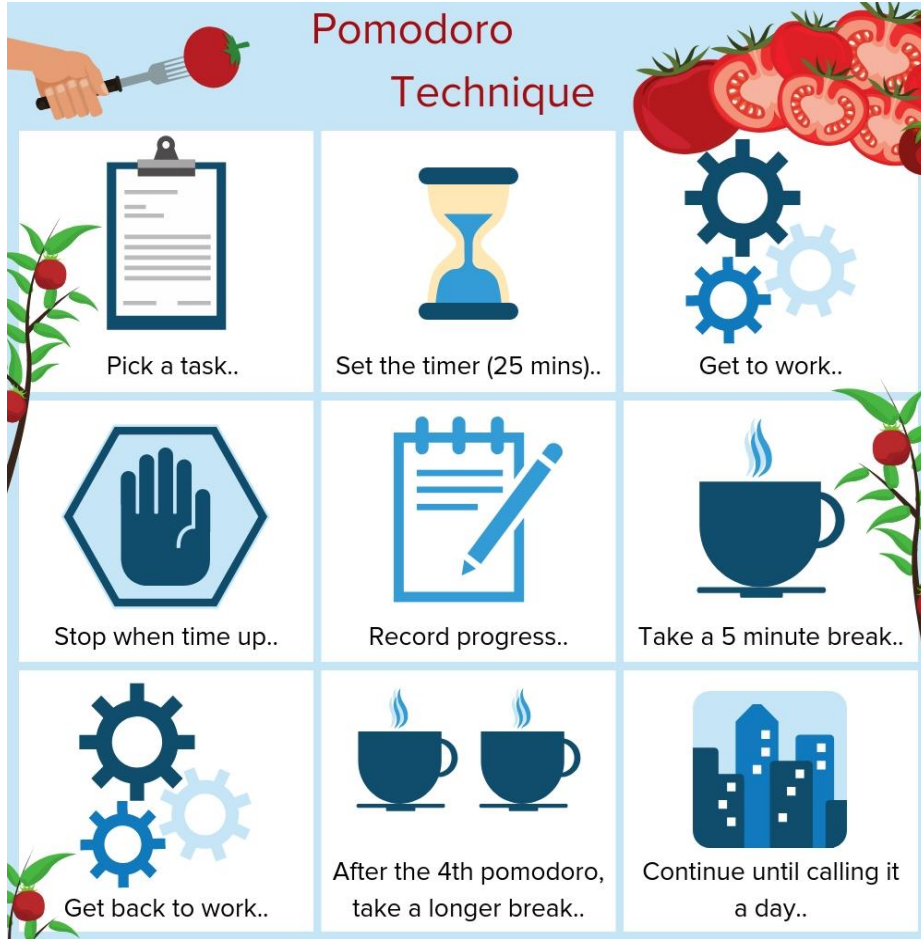 Pomodoro
Technique
Pick a task..
Set the timer (25 mins)..
Get to work..
Stop when time up..
Record progress..
Take a 5 minute break..
Get back to work..
After the 4th pomodoro,
take a longer break..
Continue until calling it
a day..